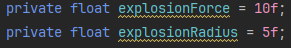 private float explosionForce = 10f;
private float explosionRadius = 5f;